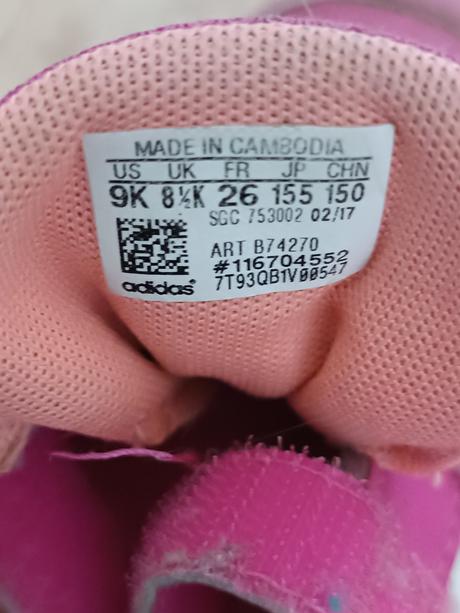 MADE IN CAMBODIA
US UK FR JP CHN
9K 8½K 26 155 150
SGC 753002 02/17
ART B74270
#116704552
adidas® 7T93QB1V00547